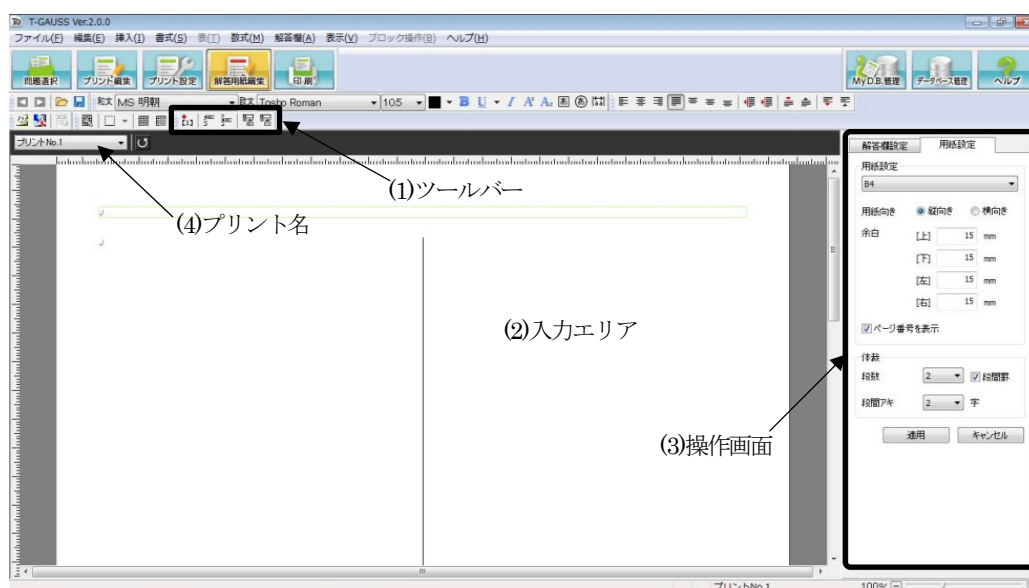 T-GAUSS Ver.2.0.0
ファイル(F) 編集(E) 挿入(I) 書式(S) 表(T) 数式(M) 解答欄(A) 表示(V) ブロック操作(B) ヘルプ(H)
問題選択 プリント編集 プリント設定 解答用紙編集 印刷 MyD.B.管理 データベース管理 ヘルプ
和文 MS 明朝 欧文 Tosho Roman 10.5 B U I
プリントNo.1
解答欄設定 用紙設定
用紙設定
B4
用紙向き 縦向き 横向き
余白 [上] 15 mm
[下] 15 mm
[左] 15 mm
[右] 15 mm
ページ番号を表示
体裁
段数 2 段間罫
段間アキ 2 字
適用 キャンセル
(1)ツールバー
(4)プリント名
(2)入力エリア
(3)操作画面
プリントNo.1 100%